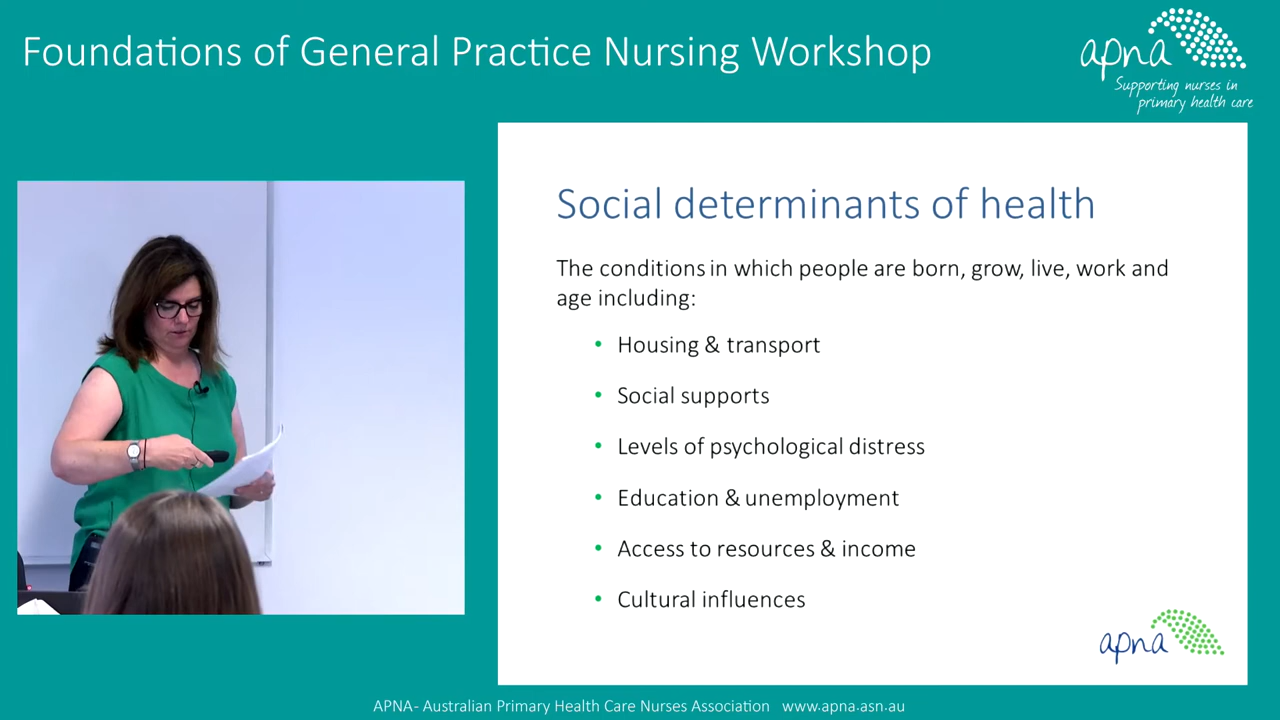 Foundations of General Practice Nursing Workshop
apna
Supporting nurses in
primary health care
Social determinants of health
The conditions in which people are born, grow, live, work and
age including:
• Housing & transport
• Social supports
• Levels of psychological distress
• Education & unemployment
• Access to resources & income
• Cultural influences
apna
APNA- Australian Primary Health Care Nurses Association www.apna.asn.au